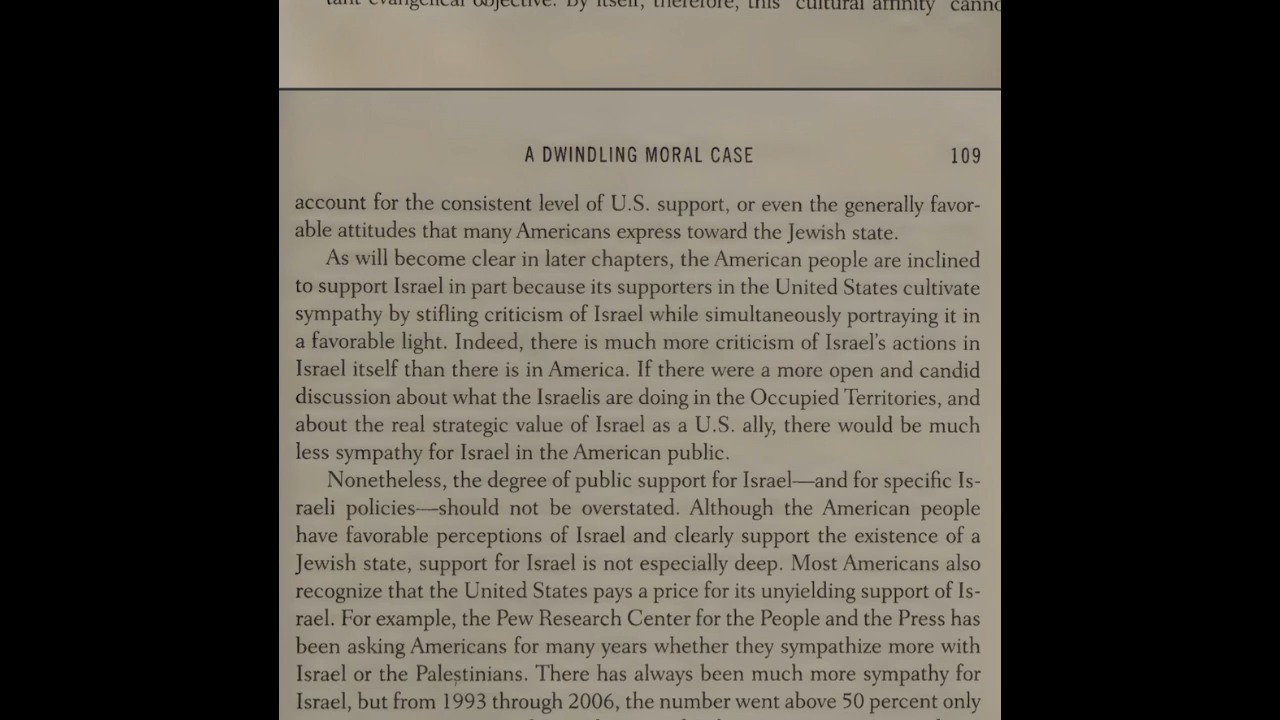 tant evangelical objective. By itself, therefore, this "cultural affinity" canno
A DWINDLING MORAL CASE 109
account for the consistent level of U.S. support, or even the generally favor-
able attitudes that many Americans express toward the Jewish state.
As will become clear in later chapters, the American people are inclined
to support Israel in part because its supporters in the United States cultivate
sympathy by stifling criticism of Israel while simultaneously portraying it in
a favorable light. Indeed, there is much more criticism of Israel's actions in
Israel itself than there is in America. If there were a more open and candid
discussion about what the Israelis are doing in the Occupied Territories, and
about the real strategic value of Israel as a U.S. ally, there would be much
less sympathy for Israel in the American public.
Nonetheless, the degree of public support for Israel—and for specific Is-
raeli policies—should not be overstated. Although the American people
have favorable perceptions of Israel and clearly support the existence of a
Jewish state, support for Israel is not especially deep. Most Americans also
recognize that the United States pays a price for its unyielding support of Is-
rael. For example, the Pew Research Center for the People and the Press has
been asking Americans for many years whether they sympathize more with
Israel or the Palestinians. There has always been much more sympathy for
Israel, but from 1993 through 2006, the number went above 50 percent only